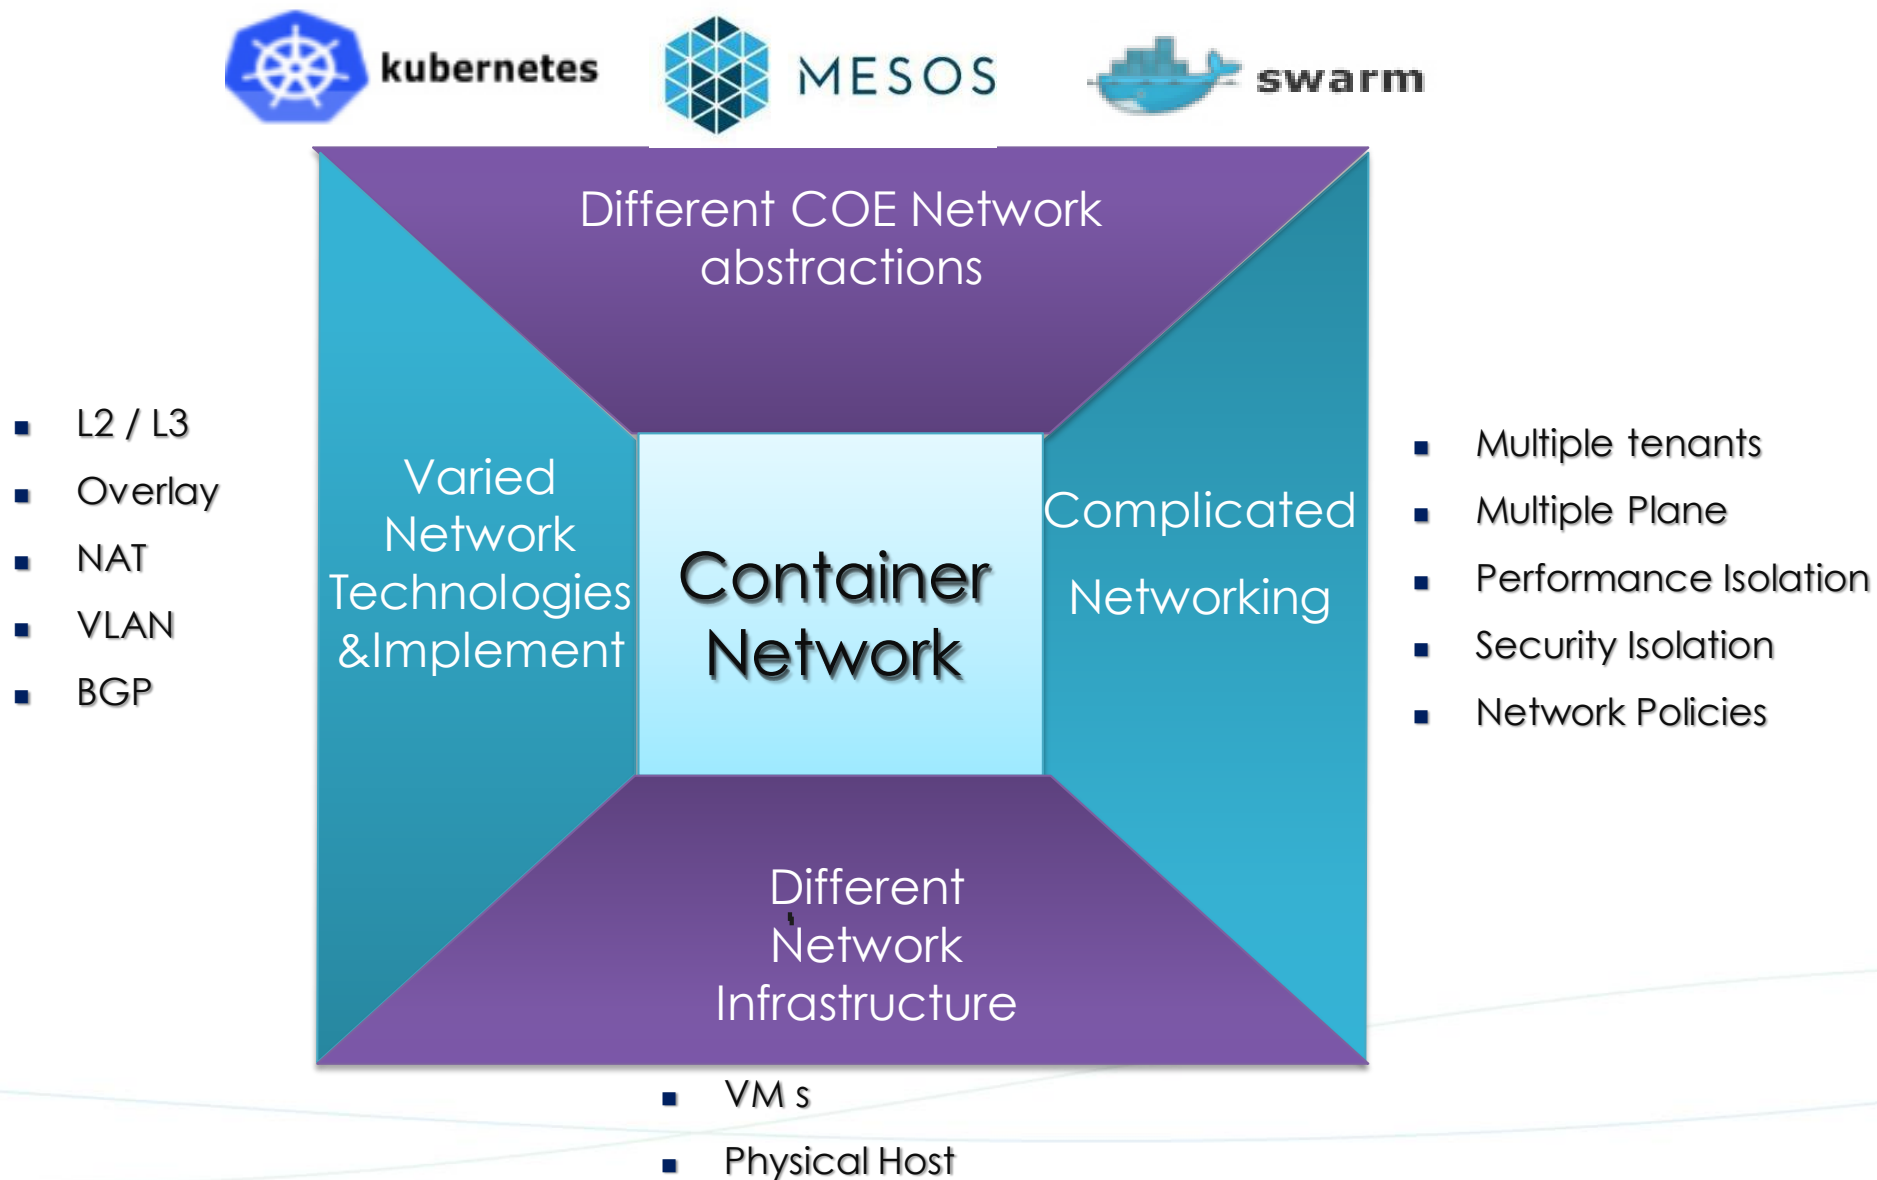 kubernetes
MESOS
swarm
Different COE Network
abstractions
L2 / L3
Overlay
NAT
VLAN
BGP
Varied
Network
Technologies
&Implement
Container
Network
Complicated
Networking
Multiple tenants
Multiple Plane
Performance Isolation
Security Isolation
Network Policies
Different
Network
Infrastructure
VM s
Physical Host